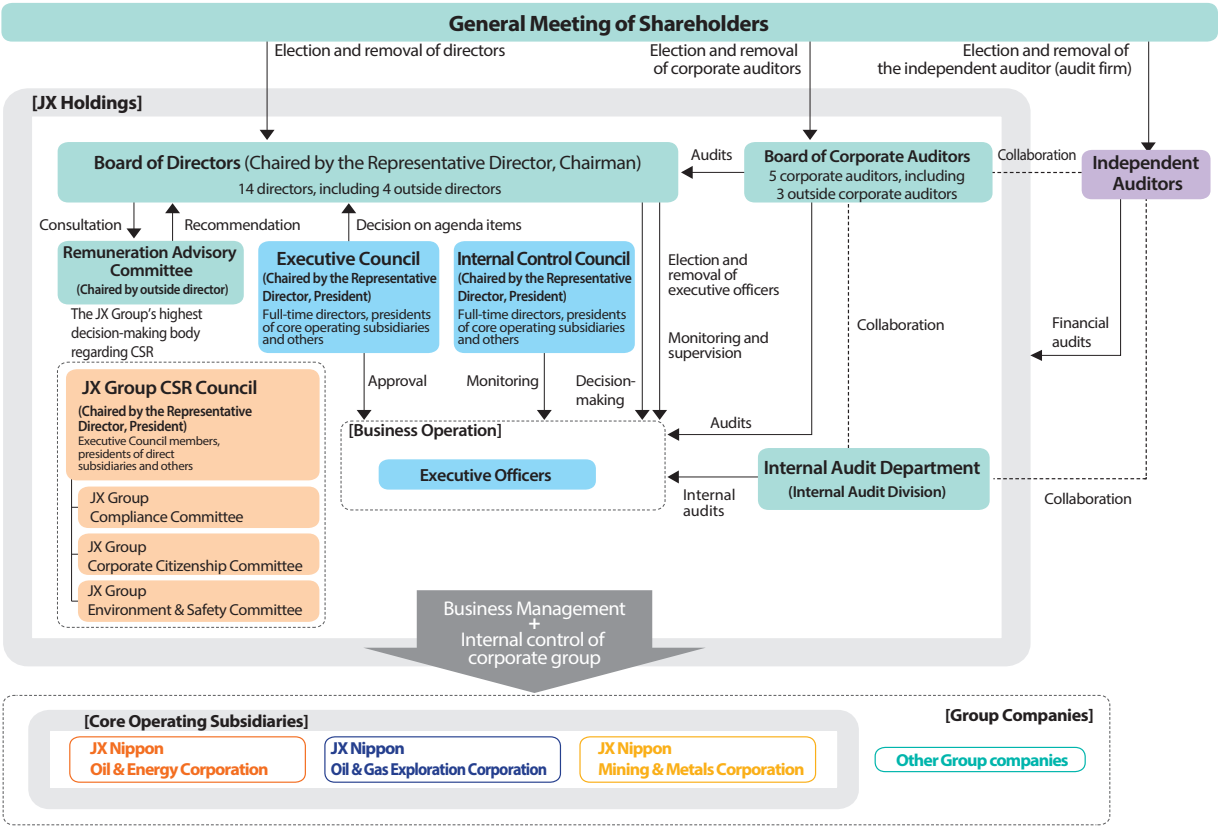 General Meeting of Shareholders
Election and removal of directors
Election and removal
of corporate auditors
Election and removal of
the independent auditor (audit firm)
[JX Holdings]
Board of Directors (Chaired by the Representative Director, Chairman)
14 directors, including 4 outside directors
Audits
Board of Corporate Auditors
5 corporate auditors, including
3 outside corporate auditors
Collaboration
Independent
Auditors
Consultation
Recommendation
Decision on agenda items
Remuneration Advisory
Committee
(Chaired by outside director)
Executive Council
(Chaired by the Representative
Director, President)
Full-time directors, presidents
of core operating subsidiaries
and others
Internal Control Council
(Chaired by the Representative
Director, President)
Full-time directors, presidents
of core operating subsidiaries
and others
Election and
removal of
executive officers
Monitoring and
supervision
Collaboration
Financial
audits
The JX Group's highest
decision-making body
regarding CSR
JX Group CSR Council
(Chaired by the Representative
Director, President)
Executive Council members,
presidents of direct
subsidiaries and others
Approval
Monitoring
Decision-
making
[Business Operation]
Executive Officers
Audits
Internal
audits
Internal Audit Department
(Internal Audit Division)
Collaboration
JX Group
Compliance Committee
JX Group
Corporate Citizenship Committee
JX Group
Environment & Safety Committee
Business Management
+
Internal control of
corporate group
[Core Operating Subsidiaries]
[Group Companies]
JX Nippon
Oil & Energy Corporation
JX Nippon
Oil & Gas Exploration Corporation
JX Nippon
Mining & Metals Corporation
Other Group companies